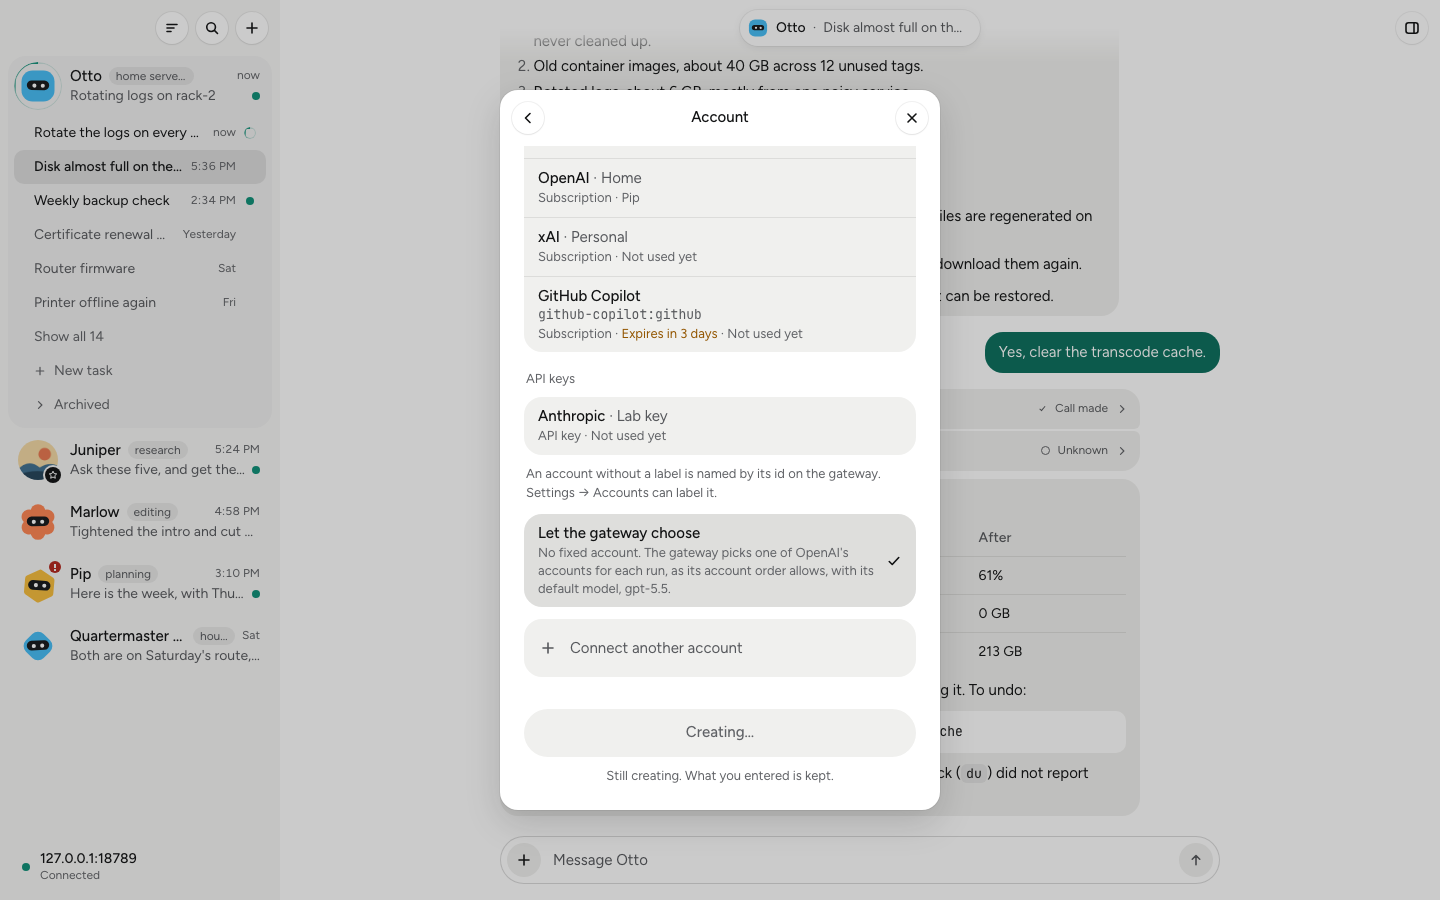 Otto
home serve...
now
Rotating logs on rack-2
Rotate the logs on every ...
now
Disk almost full on the...
5:36 PM
Weekly backup check
2:34 PM
Certificate renewal ...
Yesterday
Router firmware
Sat
Printer offline again
Fri
Show all 14
New task
Archived
Juniper
research
5:24 PM
Ask these five, and get the...
Marlow
editing
4:58 PM
Tightened the intro and cut ...
Pip
planning
3:10 PM
Here is the week, with Thu...
Quartermaster ...
hou...
Sat
Both are on Saturday's route,...
127.0.0.1:18789
Connected
Otto · Disk almost full on th...
never cleaned up.
2. Old container images, about 40 GB across 12 unused tags.
3. Rotated logs, about 6 GB, mostly from one noisy service.
iles are regenerated on
download them again.
t can be restored.
Yes, clear the transcode cache.
Call made
Unknown
After
61%
0 GB
213 GB
g it. To undo:
che
ck (du) did not report
Message Otto
Account
OpenAI · Home
Subscription · Pip
xAI · Personal
Subscription · Not used yet
GitHub Copilot
github-copilot:github
Subscription · Expires in 3 days · Not used yet
API keys
Anthropic · Lab key
API key · Not used yet
An account without a label is named by its id on the gateway.
Settings → Accounts can label it.
Let the gateway choose
No fixed account. The gateway picks one of OpenAI's
accounts for each run, as its account order allows, with its
default model, gpt-5.5.
Connect another account
Creating...
Still creating. What you entered is kept.